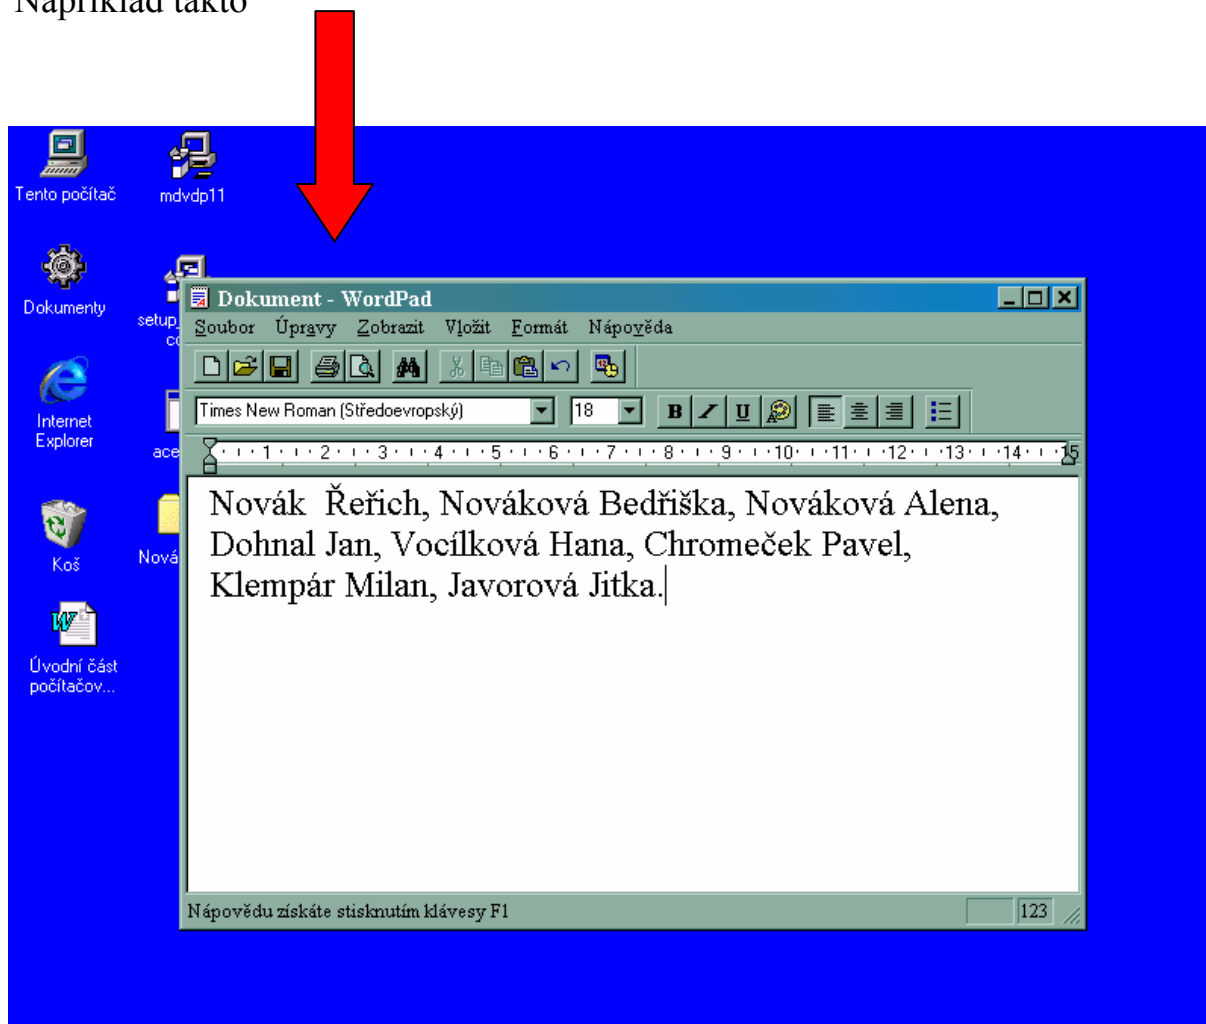 Například takto
Tento počítač
mdvdp11
Dokumenty
setup_
Internet
Explorer
ace
Koš
Nová
Úvodní část
počítačov...
Dokument - WordPad
Soubor Úpravy Zobrazit Vložit Formát Nápověda
Times New Roman (Středoevropský) 18 B / U
1 2 3 4 5 6 7 8 9 10 11 12 13 14 15
Novák Řeřich, Nováková Bedřiška, Nováková Alena,
Dohnal Jan, Vocílková Hana, Chromeček Pavel,
Klempár Milan, Javorová Jitka.
Nápovědu získáte stisknutím klávesy F1
123